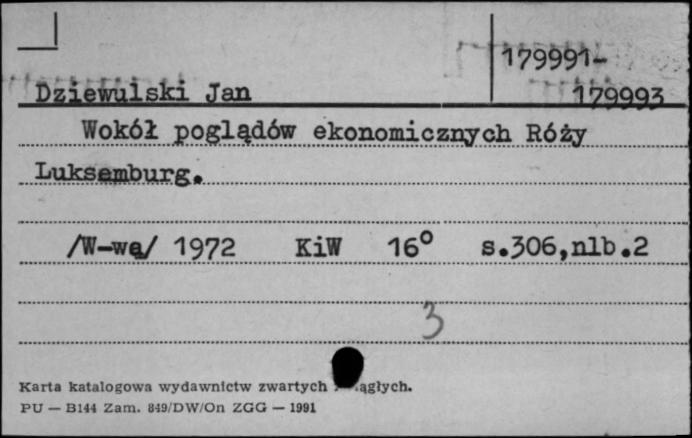 179991-
Dziewulski Jan 179993
Wokół poglądów ekonomicznych Róży
Luksemburg.
/W-wa/ 1972 KiW 16° s.306,nlb.2
3
Karta katalogowa wydawnictw zwartych
PU — B144 Zam. 849/DW/On ZGG — 1991